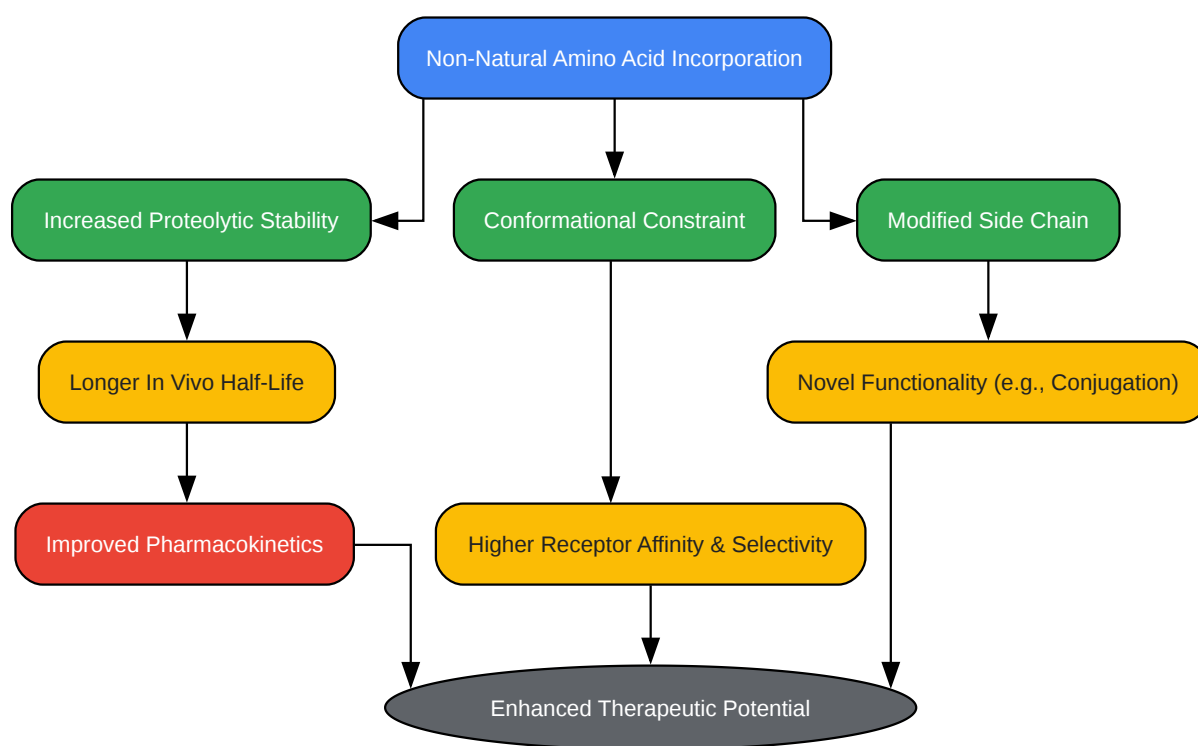 Non-Natural Amino Acid Incorporation
Increased Proteolytic Stability
Conformational Constraint
Modified Side Chain
Longer In Vivo Half-Life
Novel Functionality (e.g., Conjugation)
Improved Pharmacokinetics
Higher Receptor Affinity & Selectivity
Enhanced Therapeutic Potential